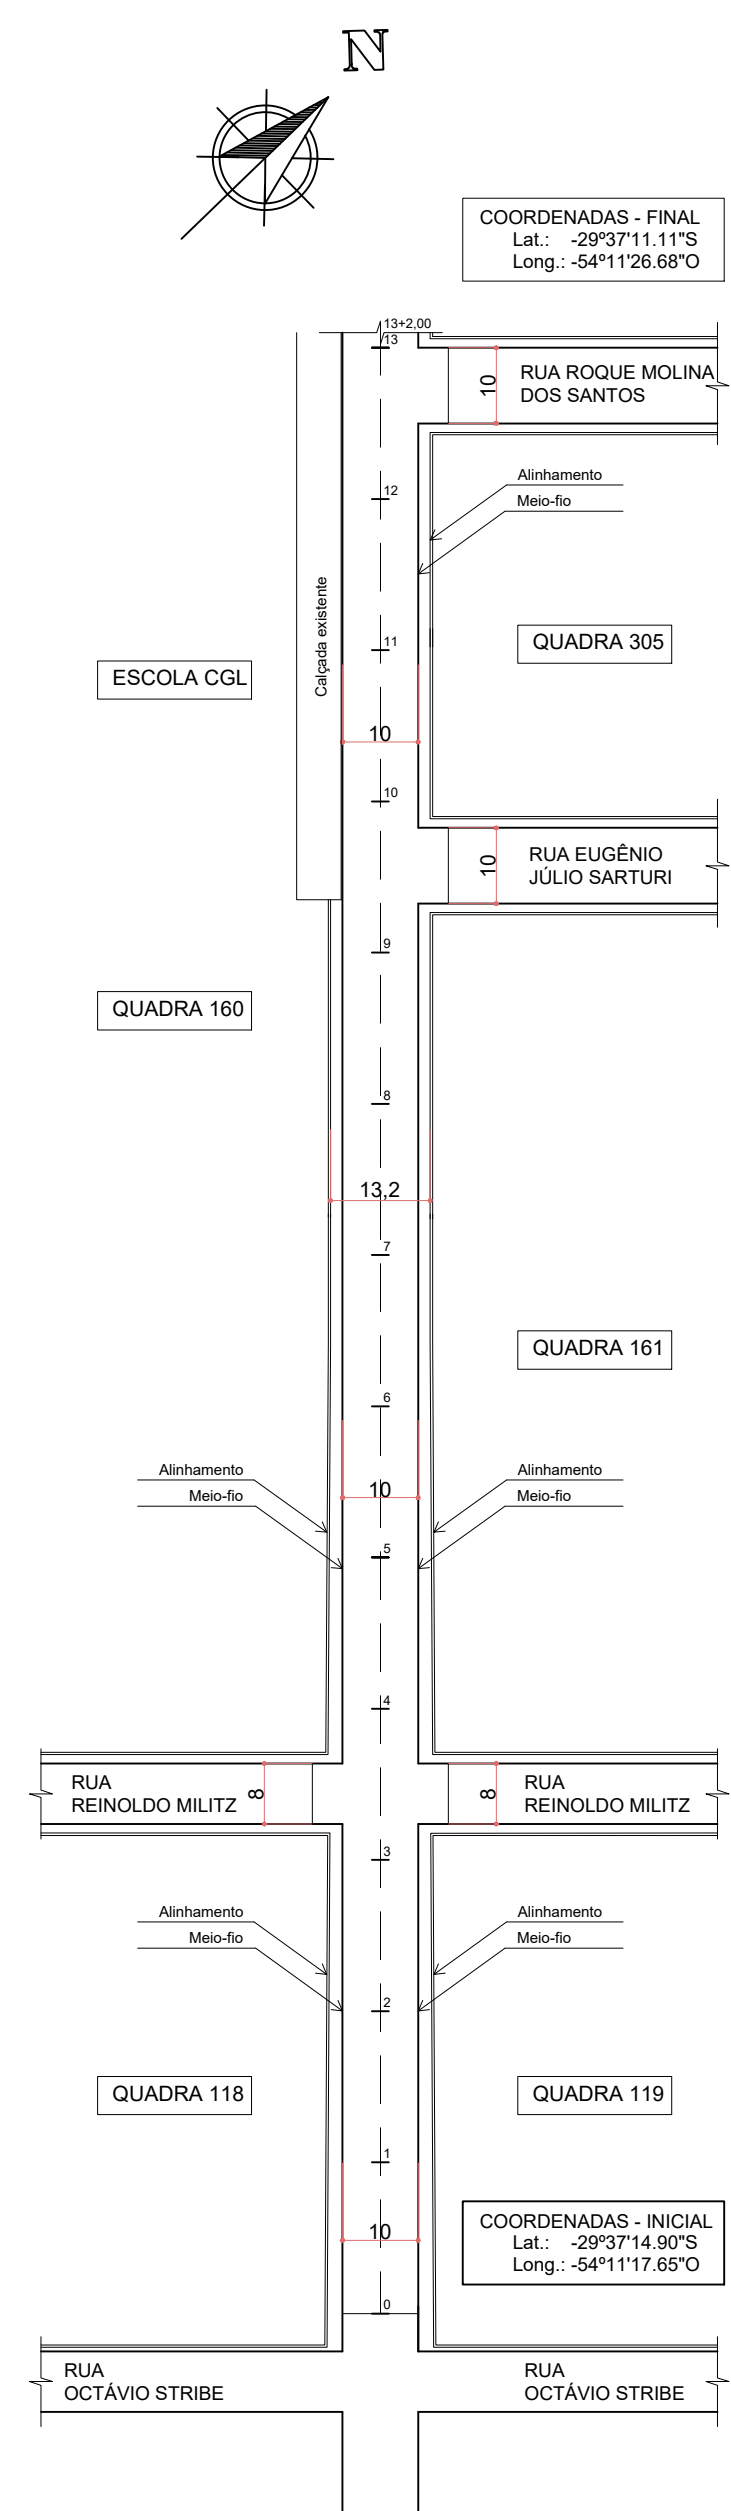 N
COORDENADAS - FINAL
Lat.: -29º37'11.11"S
Long.: -54º11'26.68"O
13+2,00
13
10
RUA ROQUE MOLINA
DOS SANTOS
12
Alinhamento
Meio-fio
Calçada existente
11
QUADRA 305
ESCOLA CGL
10
10
10
RUA EUGÊNIO
JÚLIO SARTURI
9
QUADRA 160
8
13,2
7
QUADRA 161
6
Alinhamento
Alinhamento
Meio-fio
10
Meio-fio
5
4
RUA
REINOLDO MILITZ
8
8
RUA
REINOLDO MILITZ
3
Alinhamento
Alinhamento
Meio-fio
Meio-fio
2
QUADRA 118
QUADRA 119
1
10
COORDENADAS - INICIAL
Lat.: -29º37'14.90"S
Long.: -54º11'17.65"O
0
RUA
OCTÁVIO STRIBE
RUA
OCTÁVIO STRIBE